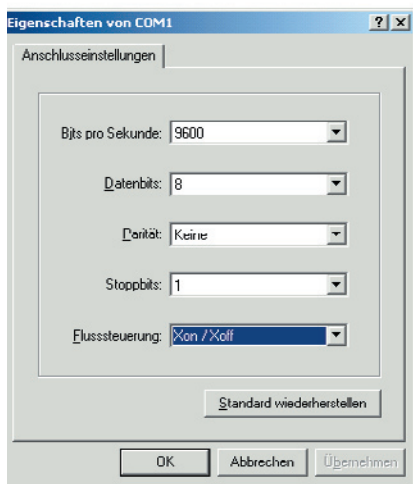 Eigenschaften von COM1
Anschlusseinstellungen
Bits pro Sekunde: 9600
Datenbits: 8
Parität: Keine
Stoppbits: 1
Flusssteuerung: Xon / Xoff
Standard wiederherstellen
OK Abbrechen Übernehmen